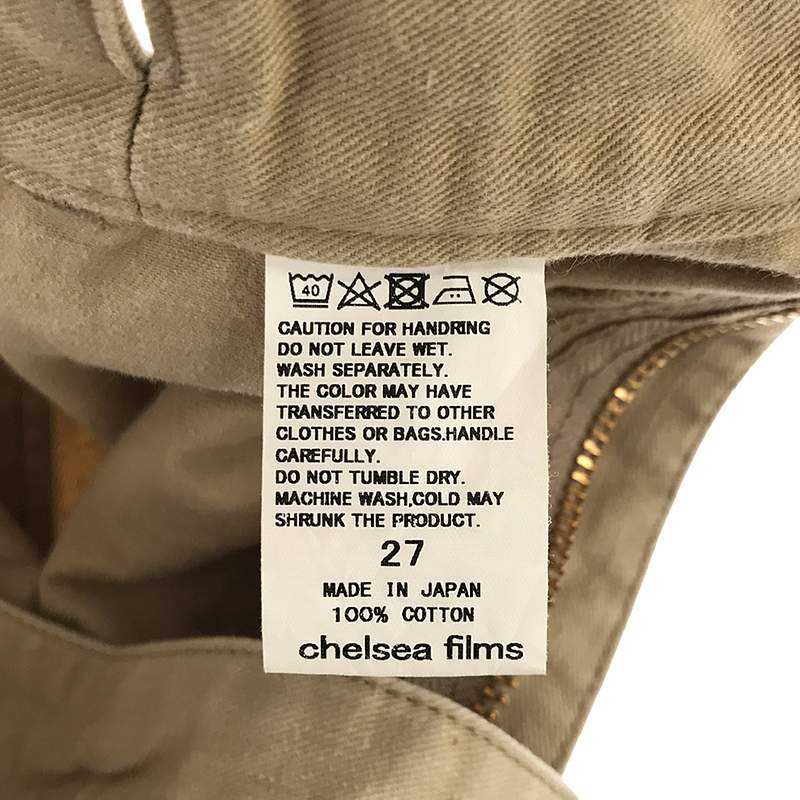 40
CAUTION FOR HANDRING
DO NOT LEAVE WET.
WASH SEPARATELY.
THE COLOR MAY HAVE
TRANSFERRED TO OTHER
CLOTHES OR BAGS.HANDLE
CAREFULLY.
DO NOT TUMBLE DRY.
MACHINE WASH,COLD MAY
SHRUNK THE PRODUCT.
27
MADE IN JAPAN
100% COTTON
chelsea films